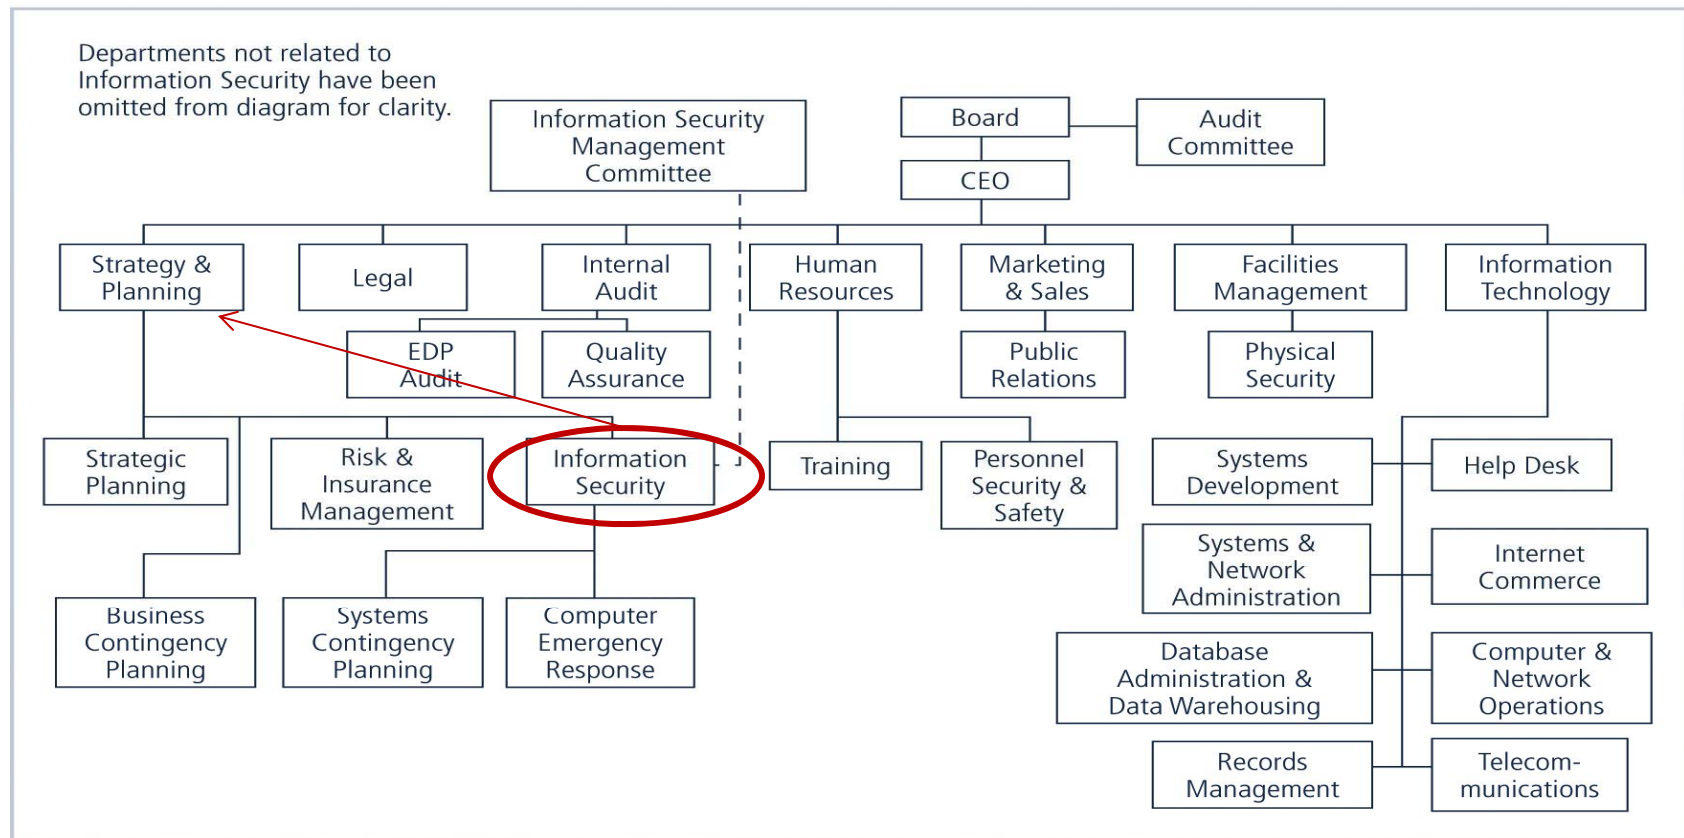 Departments not related to
Information Security have been
omitted from diagram for clarity.
Information Security
Management
Committee
Board
Audit
Committee
CEO
Strategy &
Planning
Legal
Internal
Audit
Human
Resources
Marketing
& Sales
Facilities
Management
Information
Technology
EDP
Audit
Quality
Assurance
Public
Relations
Physical
Security
Strategic
Planning
Risk &
Insurance
Management
Information
Security
Training
Personnel
Security &
Safety
Systems
Development
Help Desk
Systems &
Network
Administration
Internet
Commerce
Business
Contingency
Planning
Systems
Contingency
Planning
Computer
Emergency
Response
Database
Administration &
Data Warehousing
Computer &
Network
Operations
Records
Management
Telecom-
munications